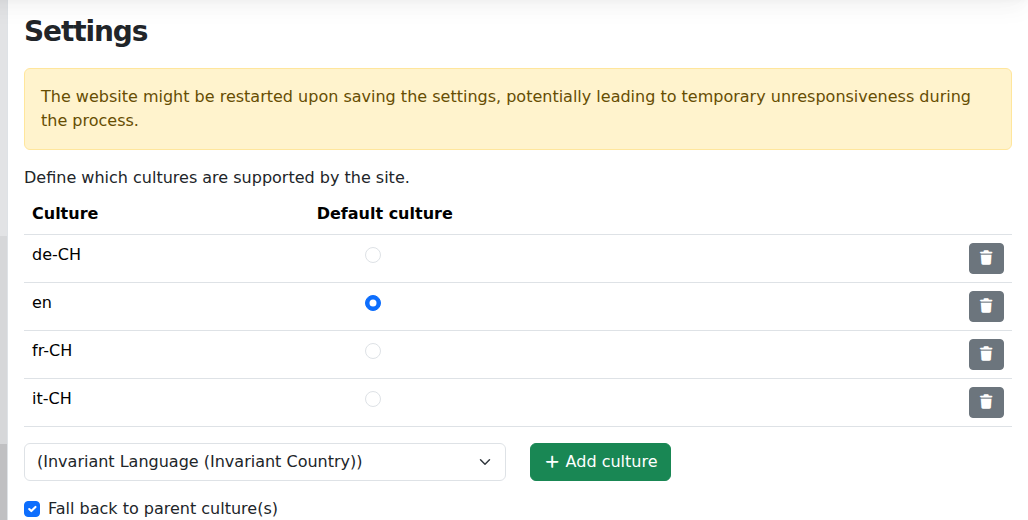 Settings
The website might be restarted upon saving the settings, potentially leading to temporary unresponsiveness during
the process.
Define which cultures are supported by the site.
Culture Default culture
de-CH
en
fr-CH
it-CH
(Invariant Language (Invariant Country)) + Add culture
Fall back to parent culture(s)